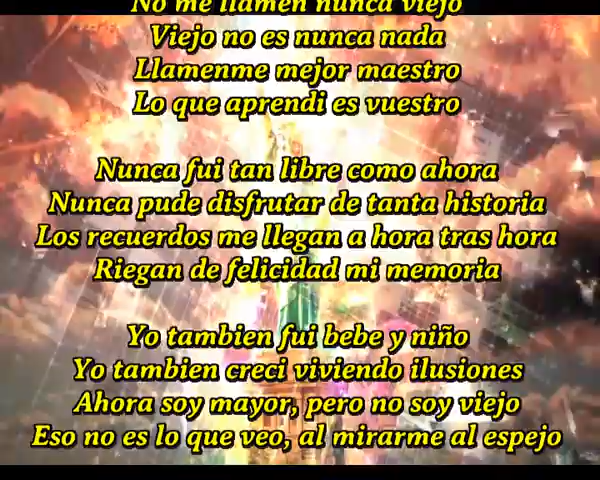 No me llamen nunca viejo
Viejo no es nunca nada
Llamenme mejor maestro
Lo que aprendi es vuestro
Nunca fui tan libre como ahora
Nunca pude disfrutar de tanta historia
Los recuerdos me llegan a hora tras hora
Riegan de felicidad mi memoria
Yo tambien fui bebe y niño
Yo tambien creci viviendo ilusiones
Ahora soy mayor, pero no soy viejo
Eso no es lo que veo, al mirarme al espejo